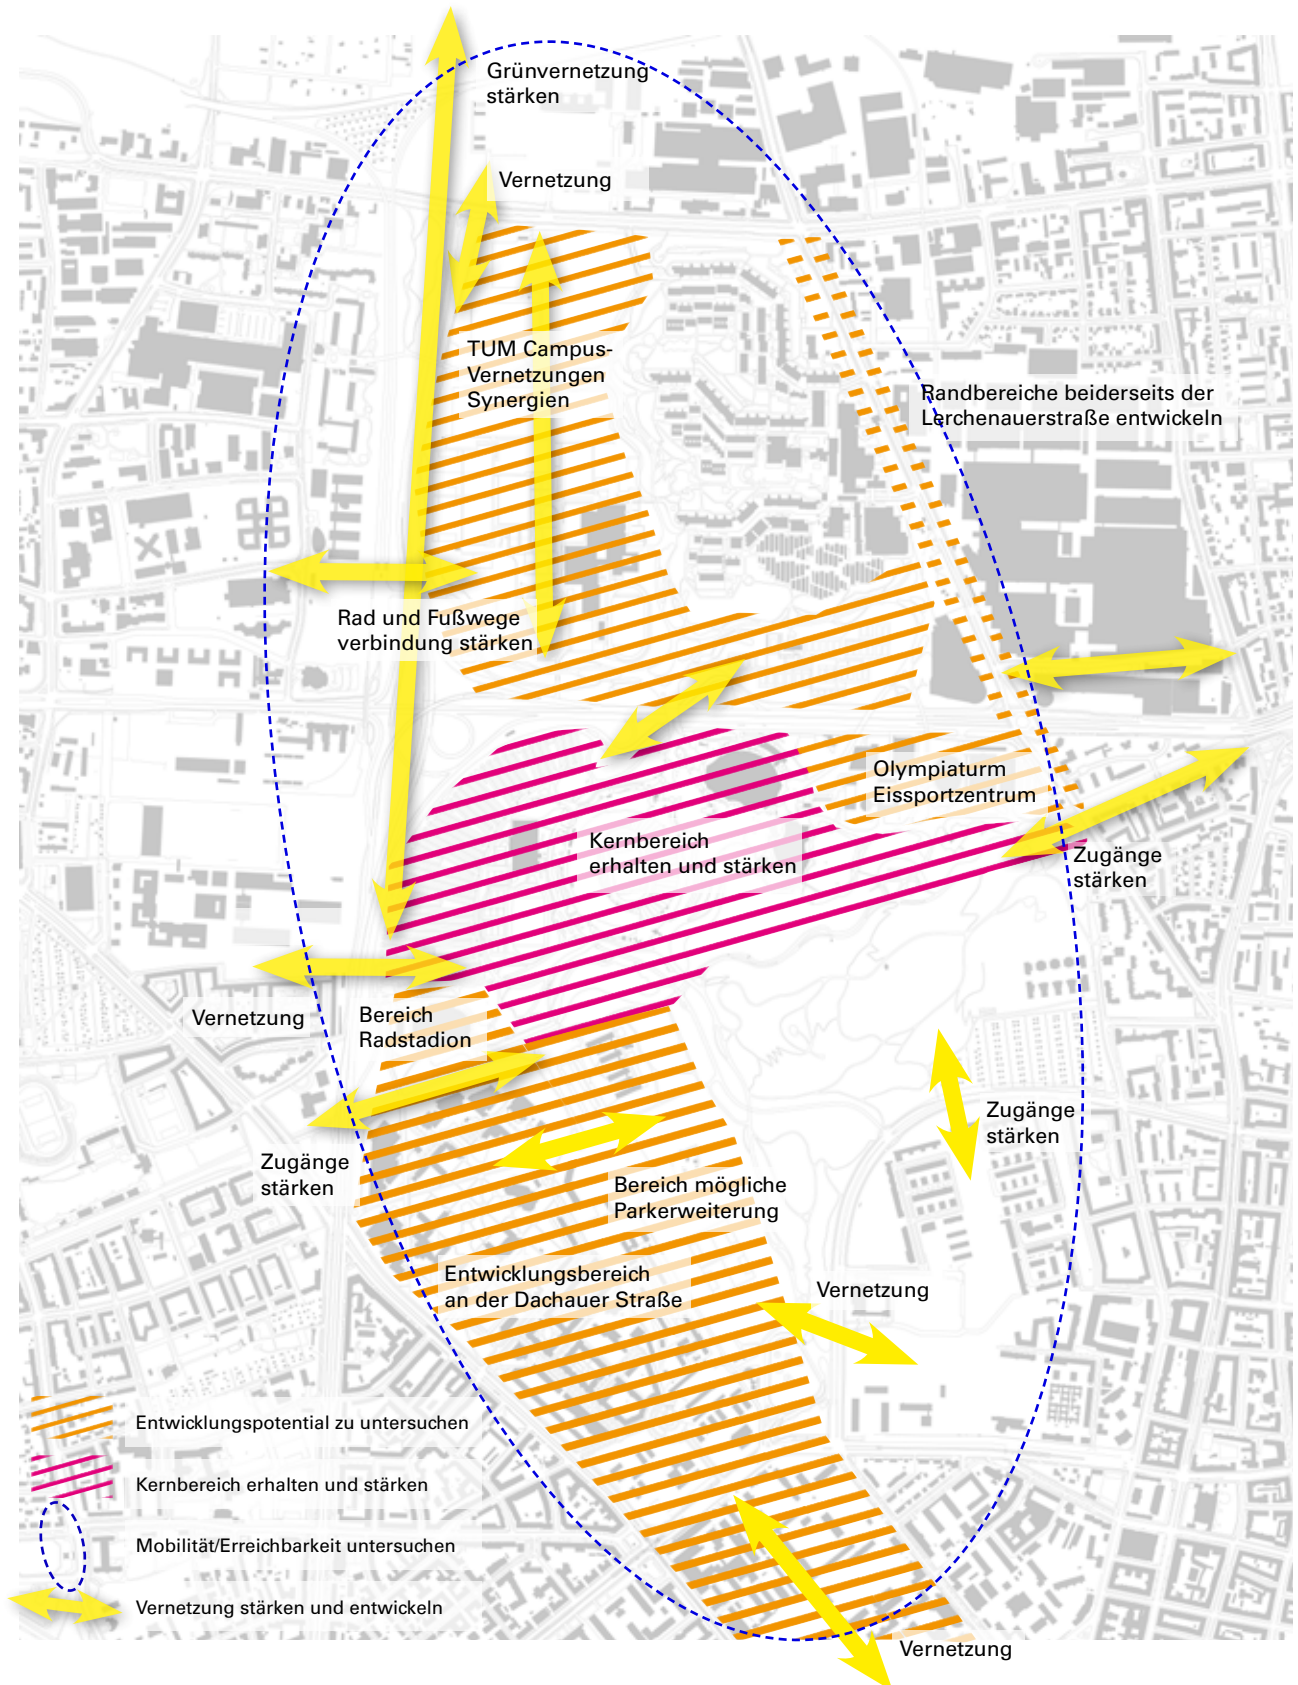 Grünvernetzung
stärken
Vernetzung
TUM Campus-
Vernetzungen
Synergien
Randbereiche beiderseits der
Lerchenauerstraße entwickeln
Rad und Fußwege
verbindung stärken
Olympiaturm
Eissportzentrum
Kernbereich
erhalten und stärken
Zugänge
stärken
Vernetzung
Bereich
Radstadion
Zugänge
stärken
Zugänge
stärken
Bereich mögliche
Parkerweiterung
Entwicklungsbereich
an der Dachauer Straße
Vernetzung
Entwicklungspotential zu untersuchen
Kernbereich erhalten und stärken
Mobilität/Erreichbarkeit untersuchen
Vernetzung stärken und entwickeln
Vernetzung